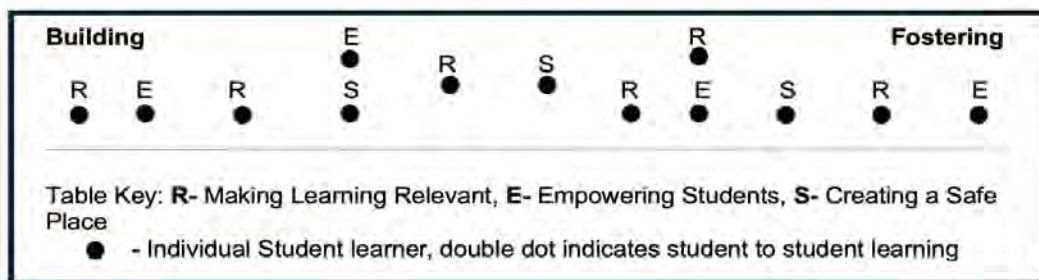 Building E R Fostering
R S
R E R S R E S R E
Table Key: R- Making Learning Relevant, E- Empowering Students, S- Creating a Safe
Place
- Individual Student learner, double dot indicates student to student learning